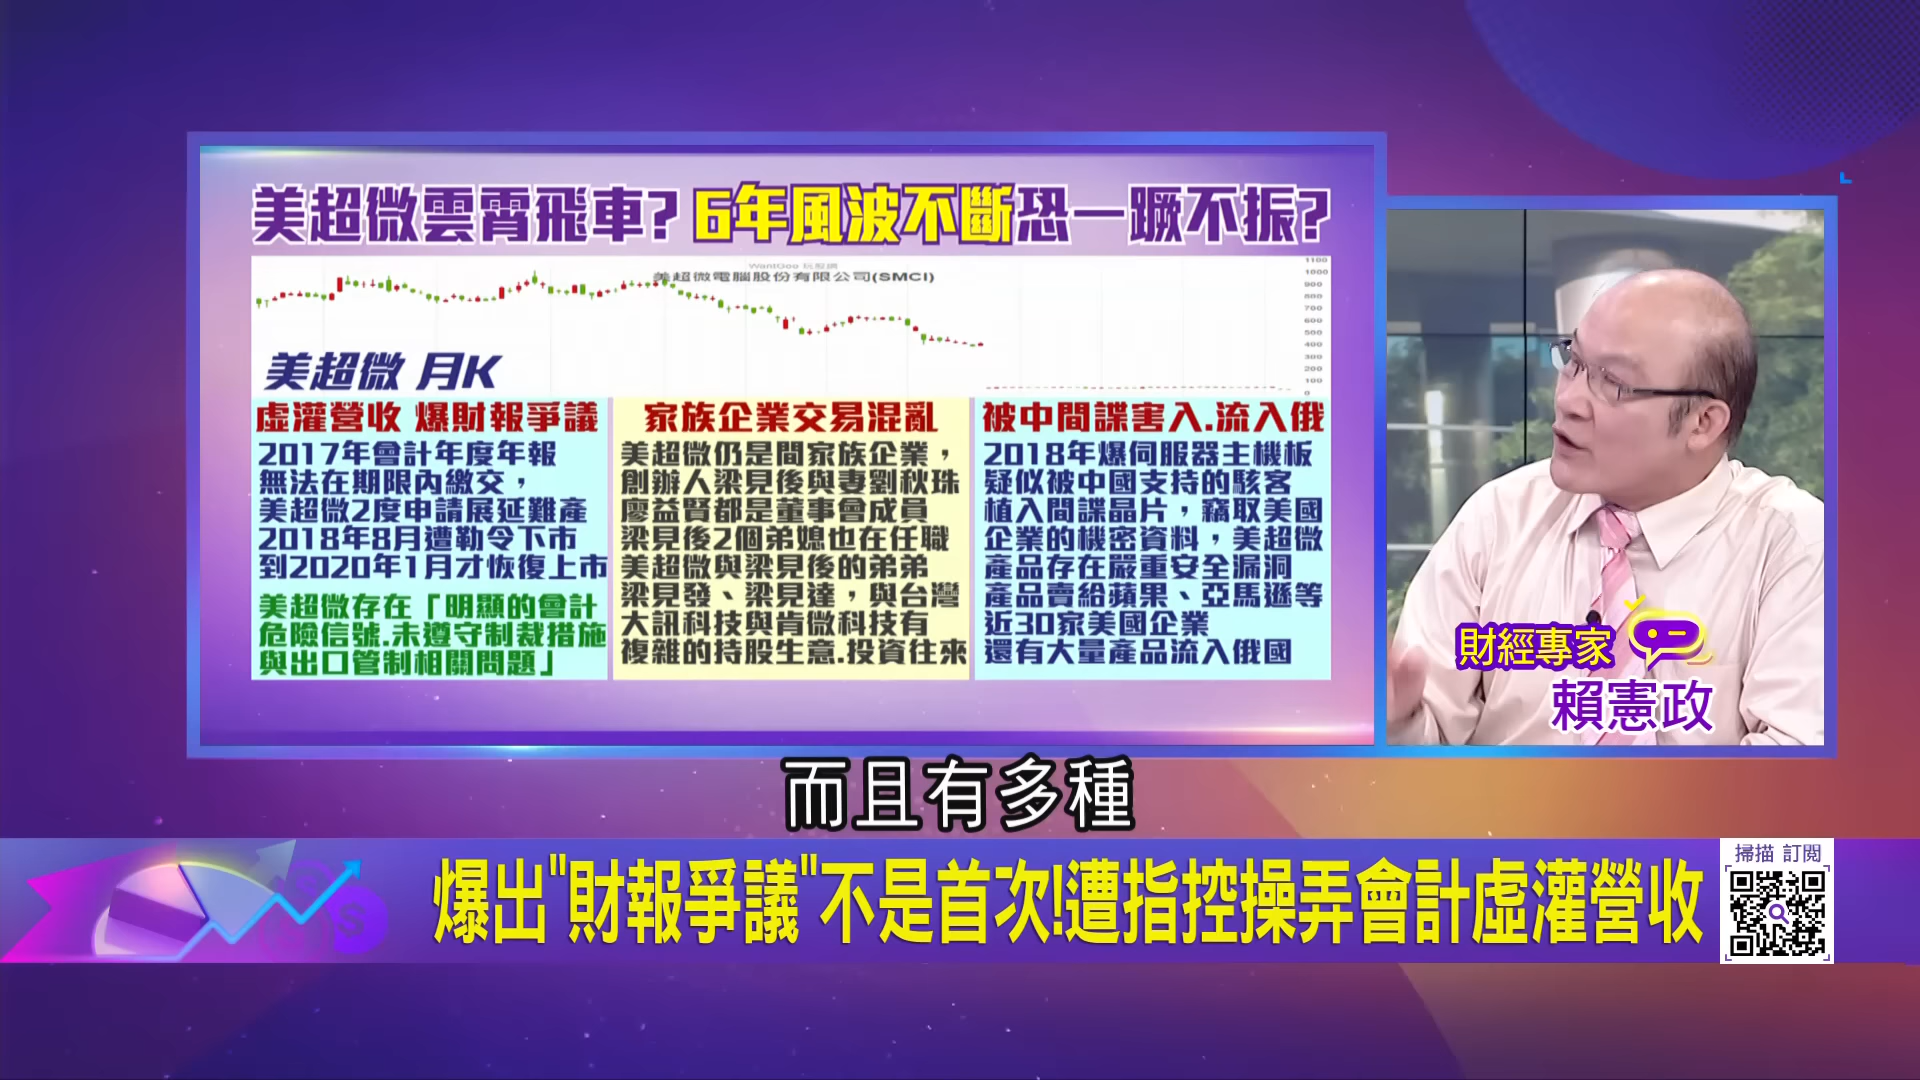 美超微雲霄飛車? 6年風波不斷恐一蹶不振?
WantGoo 玩股網
美超微電腦股份有限公司(SMCI)
1100
1000
900
800
700
600
500
400
300
200
100
0
美超微 月K
虛灌營收 爆財報爭議
2017年會計年度年報
無法在期限內繳交，
美超微2度申請展延難產
2018年8月遭勒令下市
到2020年1月才恢復上市
美超微存在「明顯的會計
危險信號.未遵守制裁措施
與出口管制相關問題」
家族企業交易混亂
美超微仍是間家族企業，
創辦人梁見後與妻劉秋珠
廖益賢都是董事會成員
梁見後2個弟媳也在任職
美超微與梁見後的弟弟
梁見發、梁見達，與台灣
大訊科技與肯微科技有
複雜的持股生意.投資往來
被中間諜害入.流入俄
2018年爆伺服器主機板
疑似被中國支持的駭客
植入間諜晶片，竊取美國
企業的機密資料，美超微
產品存在嚴重安全漏洞
產品賣給蘋果、亞馬遜等
近30家美國企業
還有大量產品流入俄國
財經專家
賴憲政
而且有多種
爆出"財報爭議"不是首次!遭指控操弄會計虛灌營收
掃描 訂閱